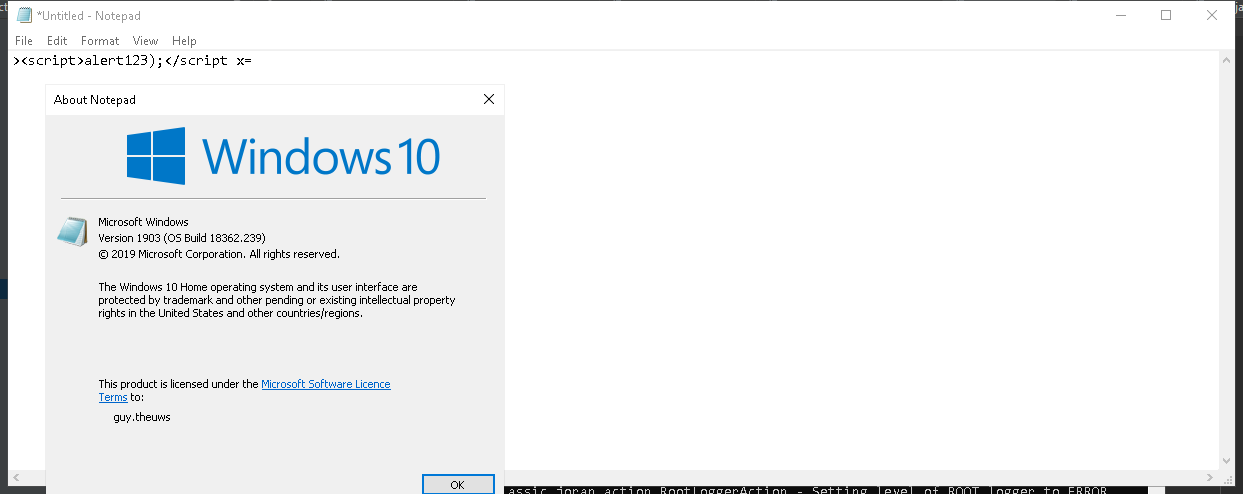 *Untitled - Notepad
File Edit Format View Help
><script>alert123);</script x=
About Notepad
Windows 10
Microsoft Windows
Version 1903 (OS Build 18362.239)
© 2019 Microsoft Corporation. All rights reserved.
The Windows 10 Home operating system and its user interface are
protected by trademark and other pending or existing intellectual property
rights in the United States and other countries/regions.
This product is licensed under the Microsoft Software Licence
Terms to:
guy.theuws
OK
assic.joran.action.RootLoggerAction - Setting level of ROOT logger to ERROR